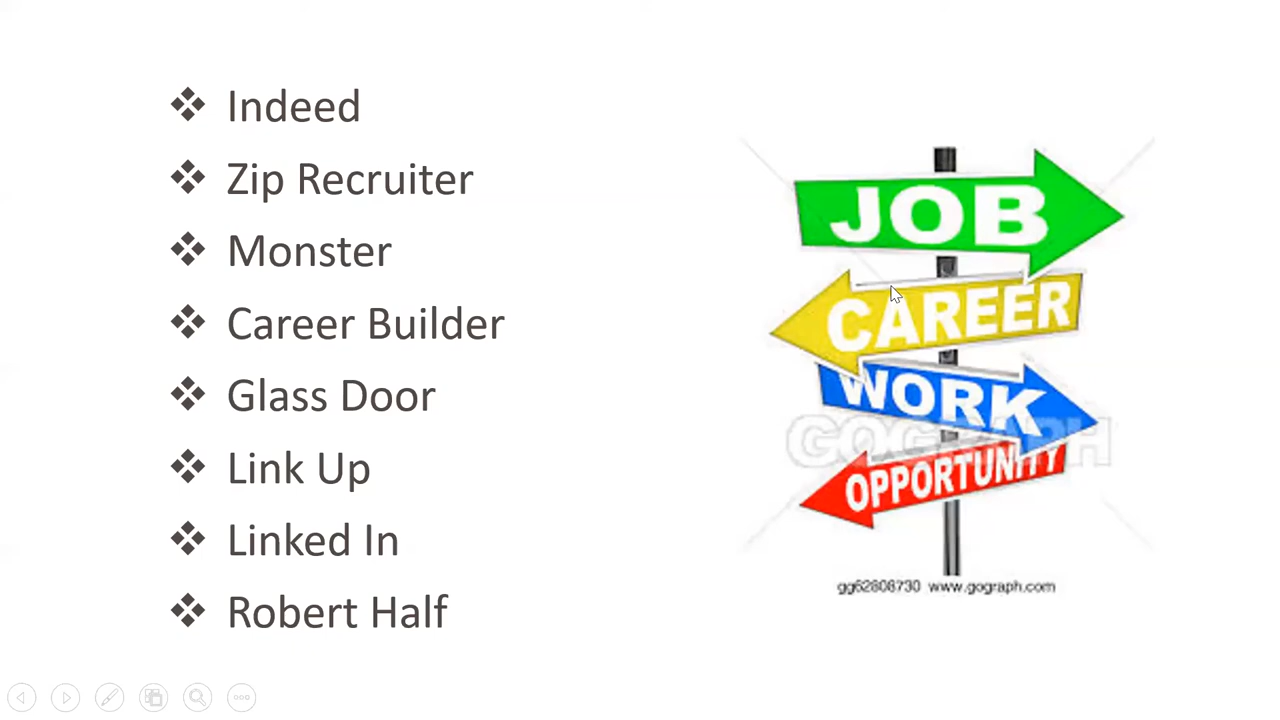 Indeed
Zip Recruiter
Monster
Career Builder
Glass Door
Link Up
Linked In
Robert Half
JOB
CAREER
WORK
GOGRAPH
OPPORTUNITY
gg62808730 www.gograph.com